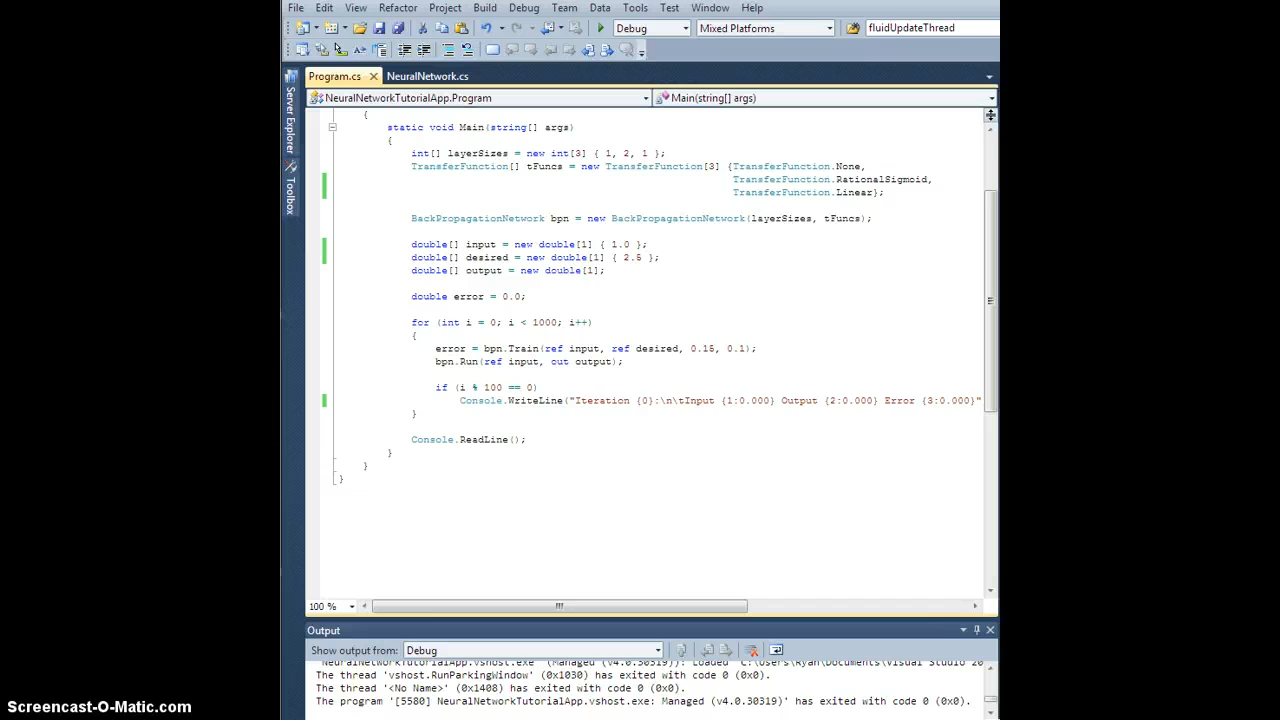 File Edit View Refactor Project Build Debug Team Data Tools Test Window Help
Debug Mixed Platforms fluidUpdateThread
Program.cs NeuralNetwork.cs
Server Explorer
Toolbox
NeuralNetworkTutorialApp.Program Main(string[] args)
{
static void Main(string[] args)
{
int[] layerSizes = new int[3] { 1, 2, 1 };
TransferFunction[] tFuncs = new TransferFunction[3] {TransferFunction.None,
TransferFunction.RationalSigmoid,
TransferFunction.Linear};
BackPropagationNetwork bpn = new BackPropagationNetwork(layerSizes, tFuncs);
double[] input = new double[1] { 1.0 };
double[] desired = new double[1] { 2.5 };
double[] output = new double[1];
double error = 0.0;
for (int i = 0; i < 1000; i++)
{
error = bpn.Train(ref input, ref desired, 0.15, 0.1);
bpn.Run(ref input, out output);
if (i % 100 == 0)
Console.WriteLine("Iteration {0}:\n\tInput {1:0.000} Output {2:0.000} Error {3:0.000}"
}
Console.ReadLine();
}
}
}
100 %
Output
Show output from: Debug
'NeuralNetworkTutorialApp.vshost.exe' (Managed (v4.0.30319)): Loaded 'C:\Users\Ryan\Documents\Visual Studio 20
The thread 'vshost.RunParkingWindow' (0x1030) has exited with code 0 (0x0).
The thread '<No Name>' (0x1408) has exited with code 0 (0x0).
The program '[5580] NeuralNetworkTutorialApp.vshost.exe: Managed (v4.0.30319)' has exited with code 0 (0x0).
Screencast-O-Matic.com